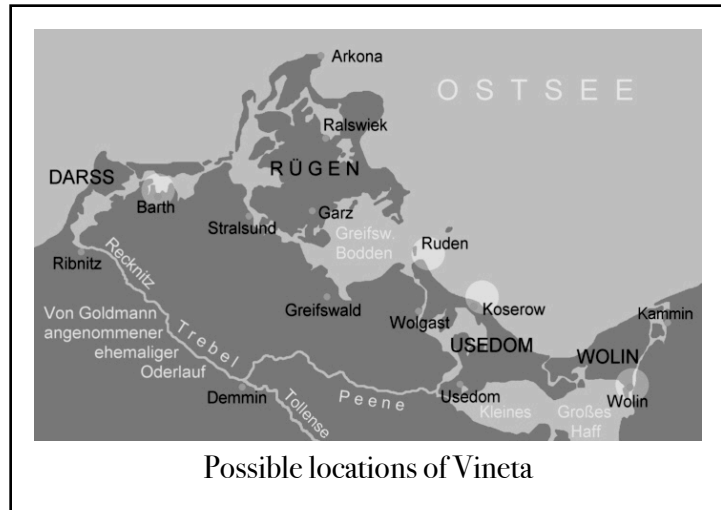 Arkona
OSTSEE
Ralswiek
RÜGEN
DARSS
Barth
Garz
Stralsund
Greifsw.
Bodden
Ruden
Ribnitz
Recknitz
Greifswald
Koserow
Kammin
Von Goldmann
angenommener
ehemaliger
Oderlauf
Wolgast
Trebel
USEDOM
WOLIN
Demmin
Tollense
Peene
Usedom
Kleines
Großes
Haff
Wolin
Possible locations of Vineta